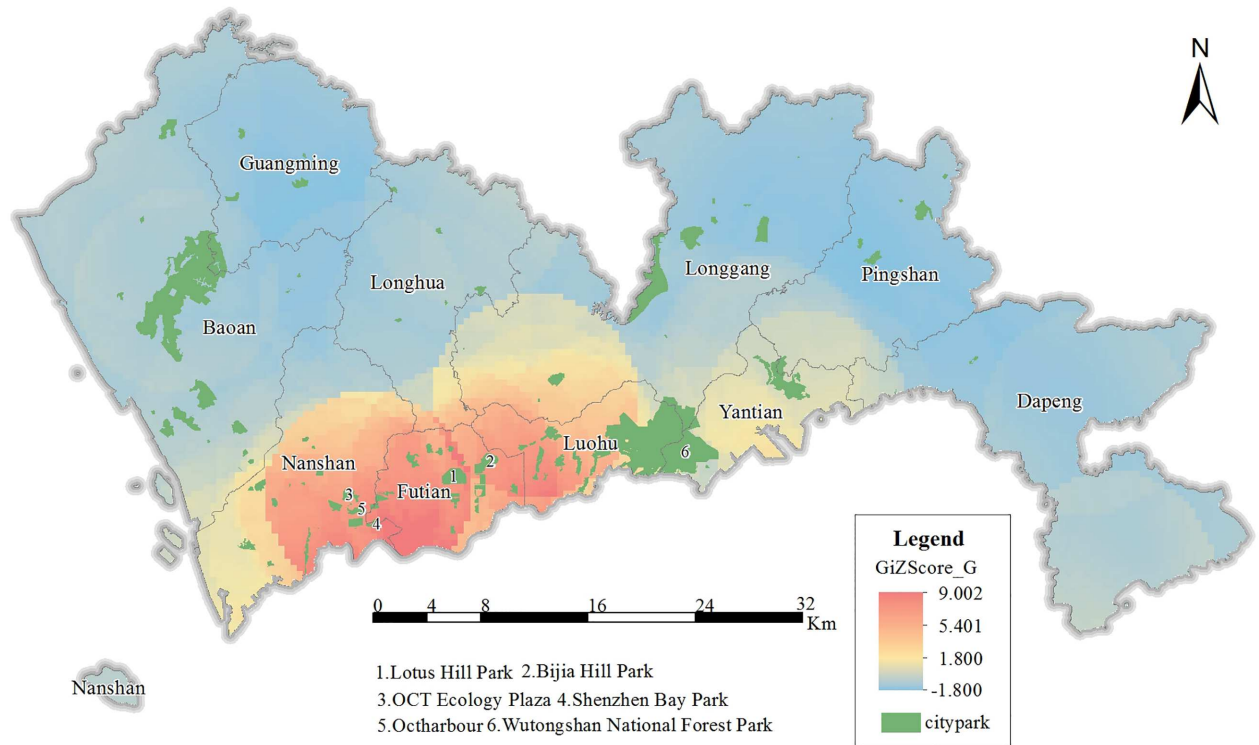 N
Guangming
Longhua
Longgang
Pingshan
Baoan
Dapeng
Yantian
Luohu
Nanshan
Futian
1
2
3
4
5
6
Nanshan
0 4 8 16 24 32
Km
1.Lotus Hill Park 2.Bijia Hill Park
3.OCT Ecology Plaza 4.Shenzhen Bay Park
5.Octharbour 6.Wutongshan National Forest Park
Legend
GiZScore_G
9.002
5.401
1.800
-1.800
citypark